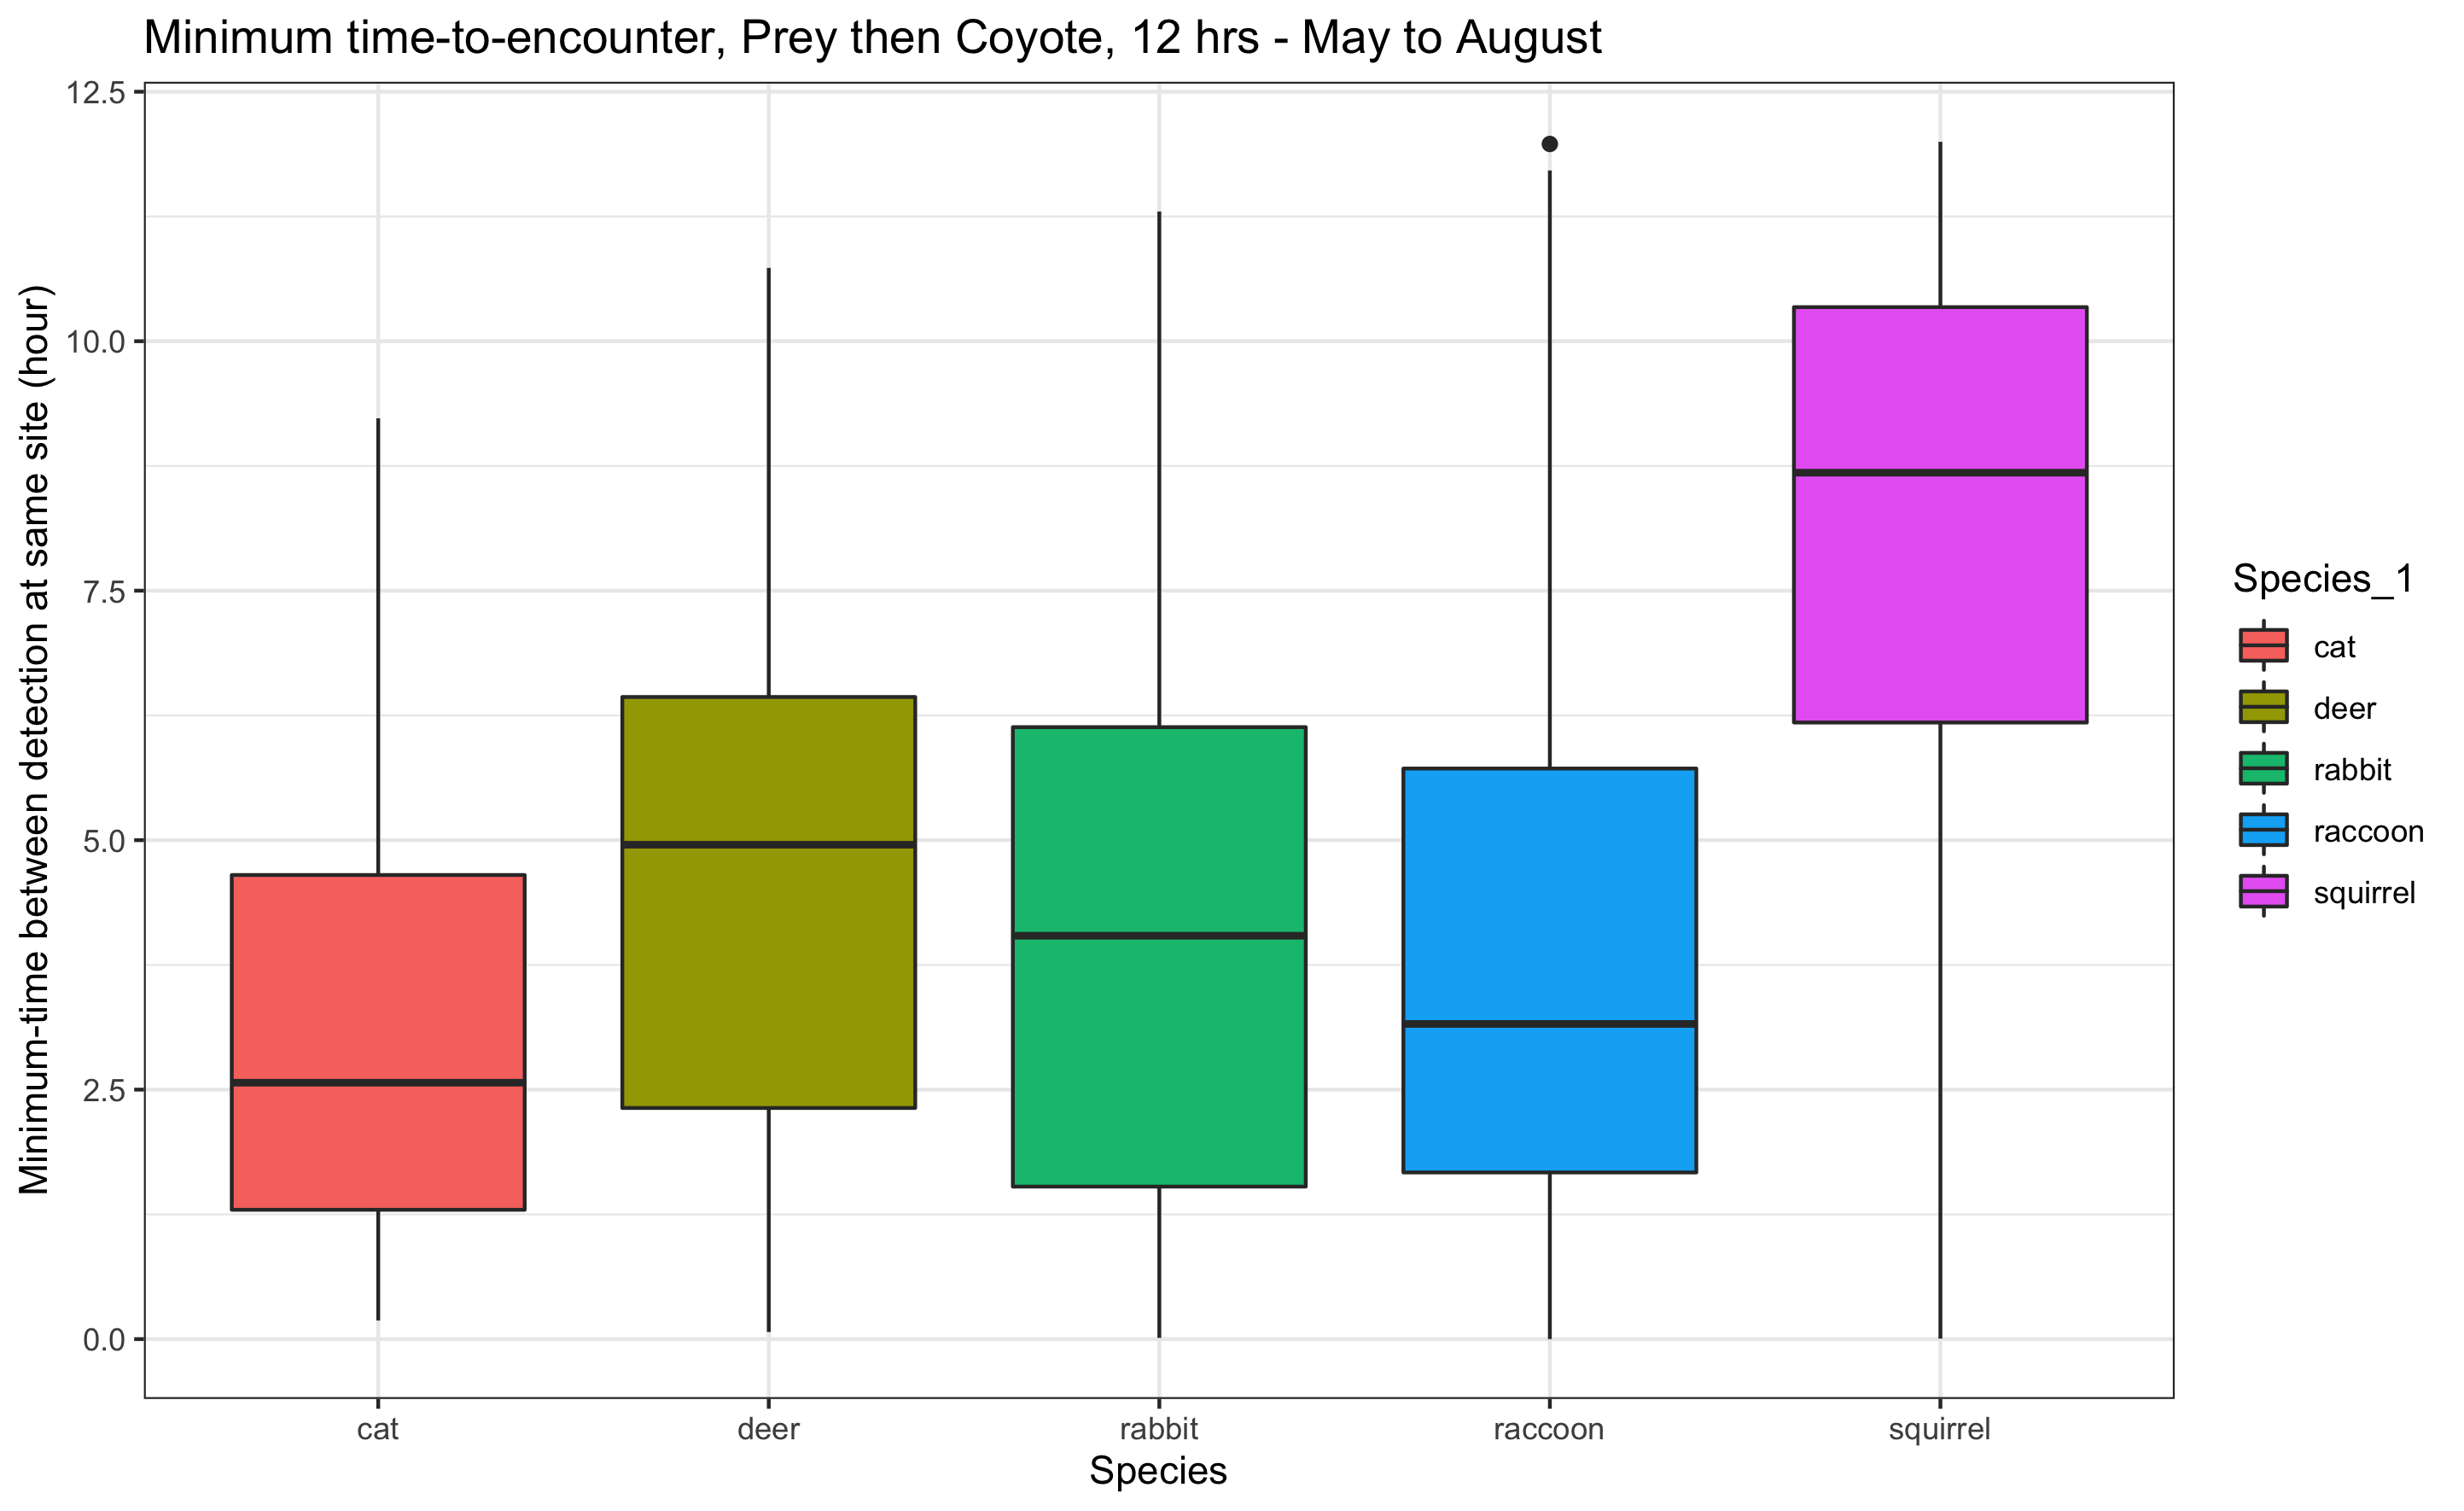 Minimum time-to-encounter, Prey then Coyote, 12 hrs - May to August
Minimum-time between detection at same site (hour)
12.5
10.0
7.5
5.0
2.5
0.0
cat
deer
rabbit
raccoon
squirrel
Species
Species_1
cat
deer
rabbit
raccoon
squirrel